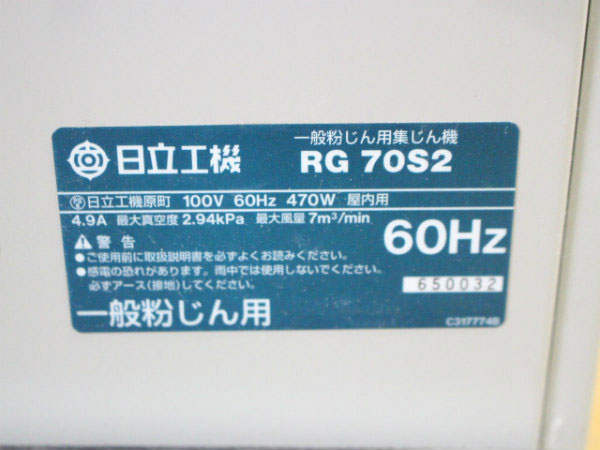 日立工機
一般粉じん用集じん機
RG 70S2
日立工機原町 100V 60Hz 470W 屋内用
4.9A 最大真空度 2.94kPa 最大風量 7m³/min
60Hz
警告
●ご使用前に取扱説明書を必ずよくお読みください。
●感電の恐れがあります。雨中では使用しないでください。
必ずアース(接地)してください。
650032
一般粉じん用
C317774B